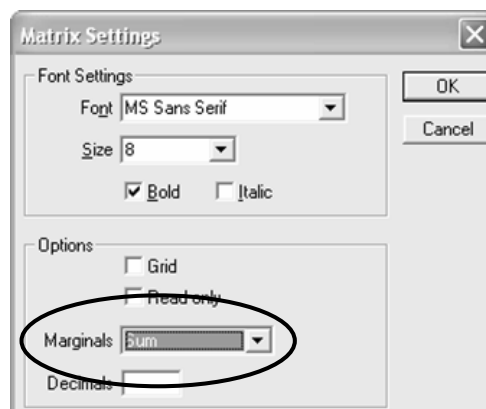 Matrix Settings
Font Settings
OK
Font MS Sans Serif
Cancel
Size 8
Bold Italic
Options
Grid
Read only
Marginals Sum
Decimals